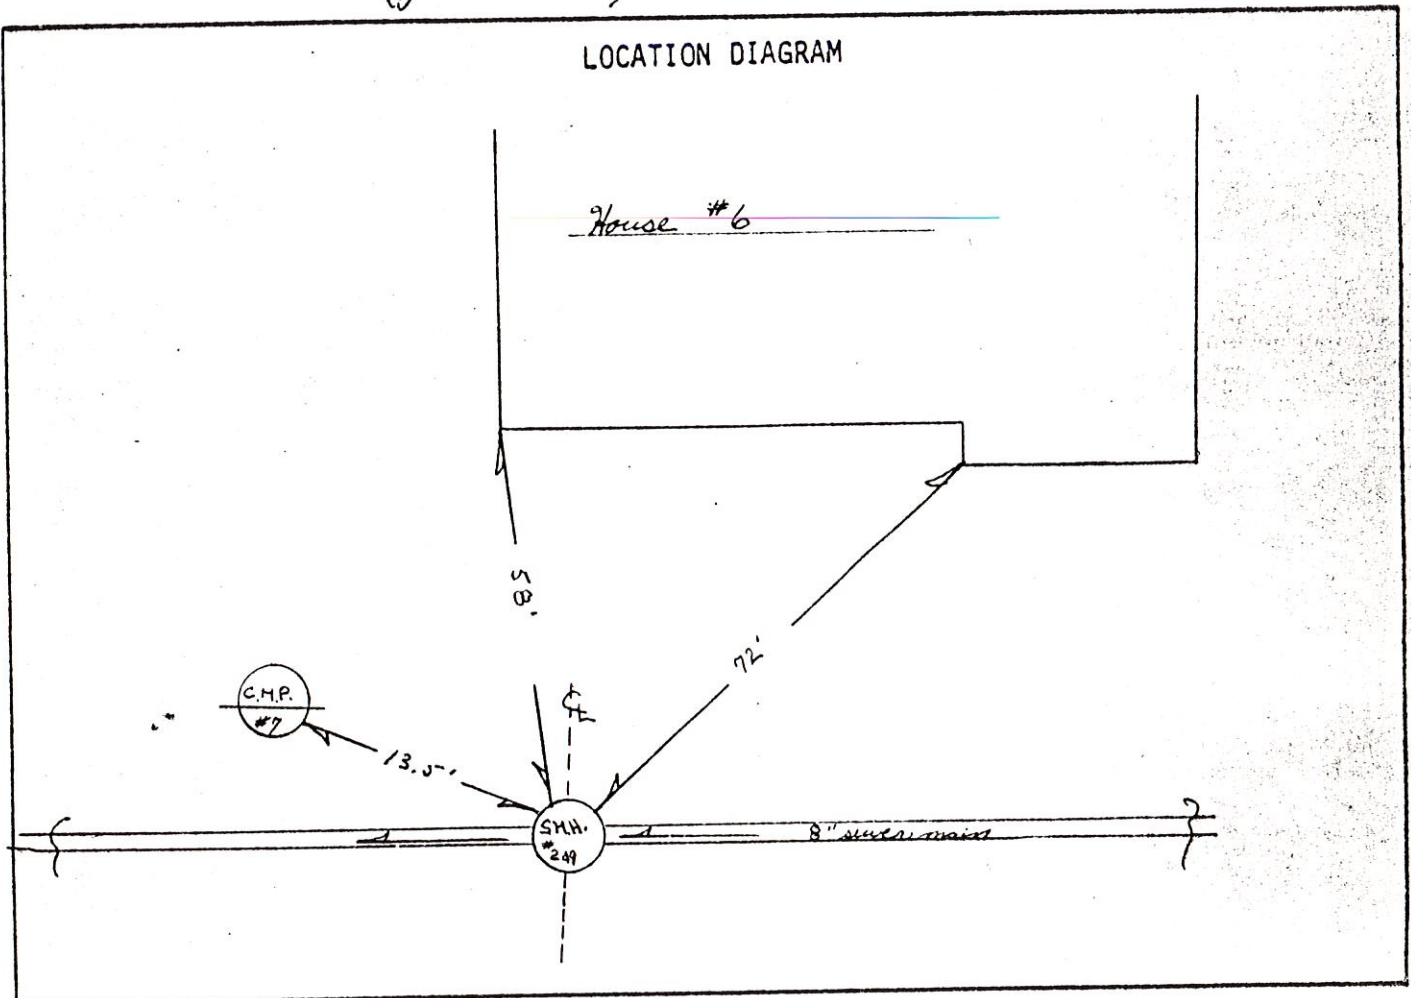 LOCATION DIAGRAM
House #6
58'
72'
C.M.P.
#7
13.5'
℄
S.M.H.
#249
8" sewer main